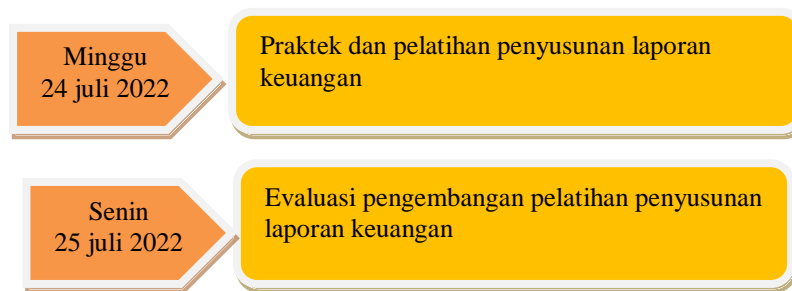 Minggu
24 juli 2022
Praktek dan pelatihan penyusunan laporan
keuangan
Senin
25 juli 2022
Evaluasi pengembangan pelatihan penyusunan
laporan keuangan